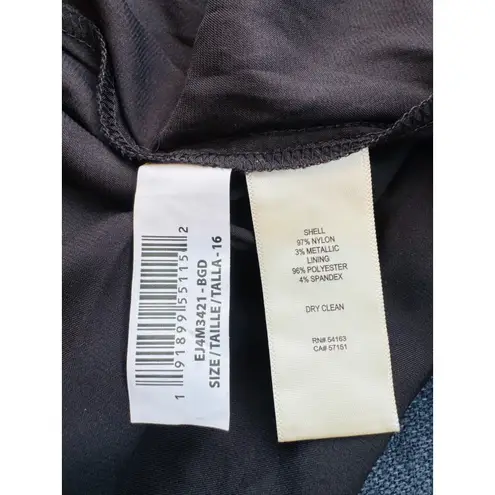 1 91899 55115 2
EJ4M3421-BGD
SIZE/TAILLE/TALLA-16
SHELL
97% NYLON
3% METALLIC
LINING
96% POLYESTER
4% SPANDEX
DRY CLEAN
RN# 54163
CA# 57151